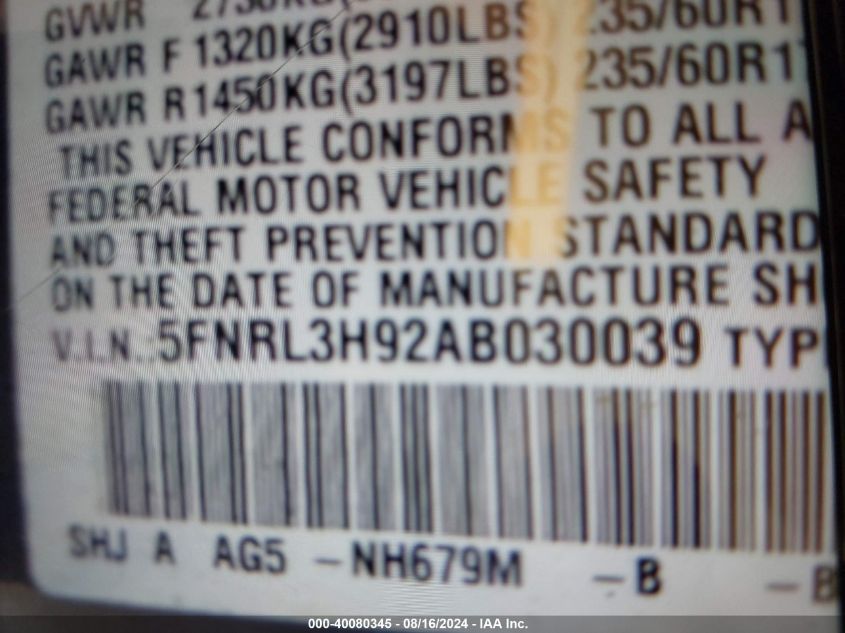 GVWR 2730KG(
GAWR F 1320KG(2910LBS) 235/60R1
GAWR R1450KG(3197LBS) 235/60R17
THIS VEHICLE CONFORMS TO ALL A
FEDERAL MOTOR VEHICLE SAFETY
AND THEFT PREVENTION STANDARD
ON THE DATE OF MANUFACTURE SH
V.I.N.:5FNRL3H92AB030039 TYP
SHJ A AG5 -NH679M -B -B
000-40080345 - 08/16/2024 - IAA Inc.